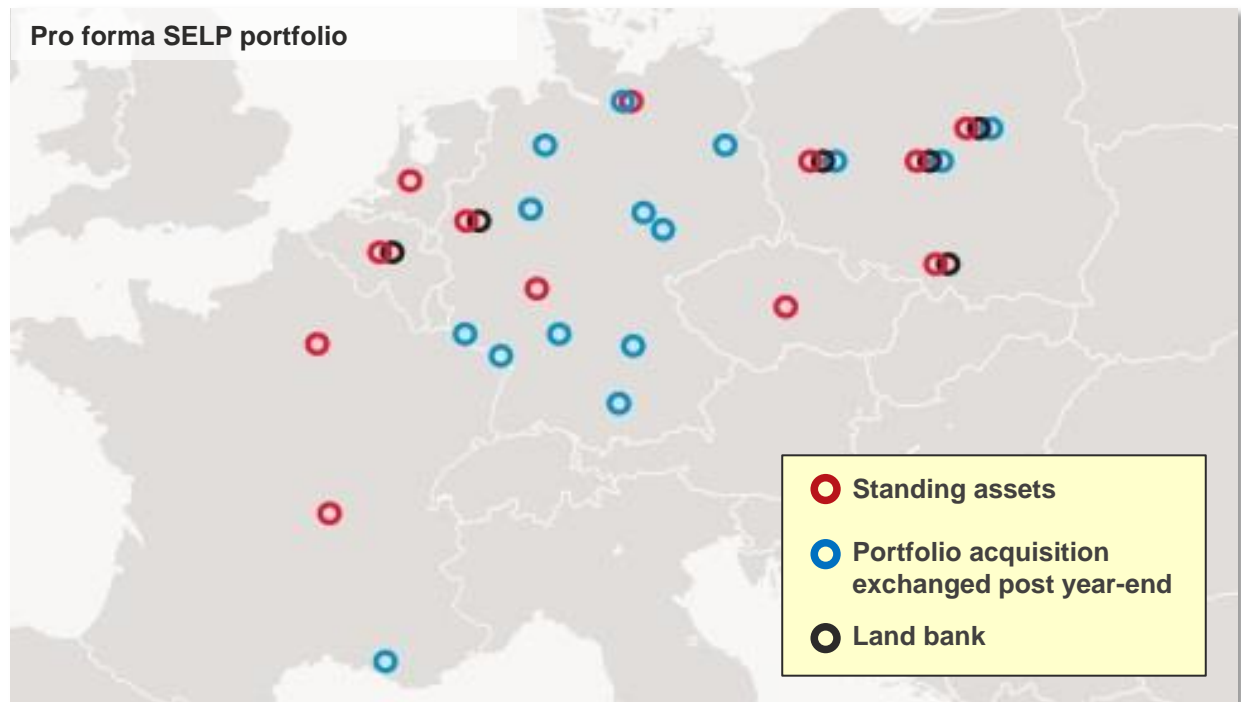 Pro forma SELP portfolio
Standing assets
Portfolio acquisition
exchanged post year-end
Land bank